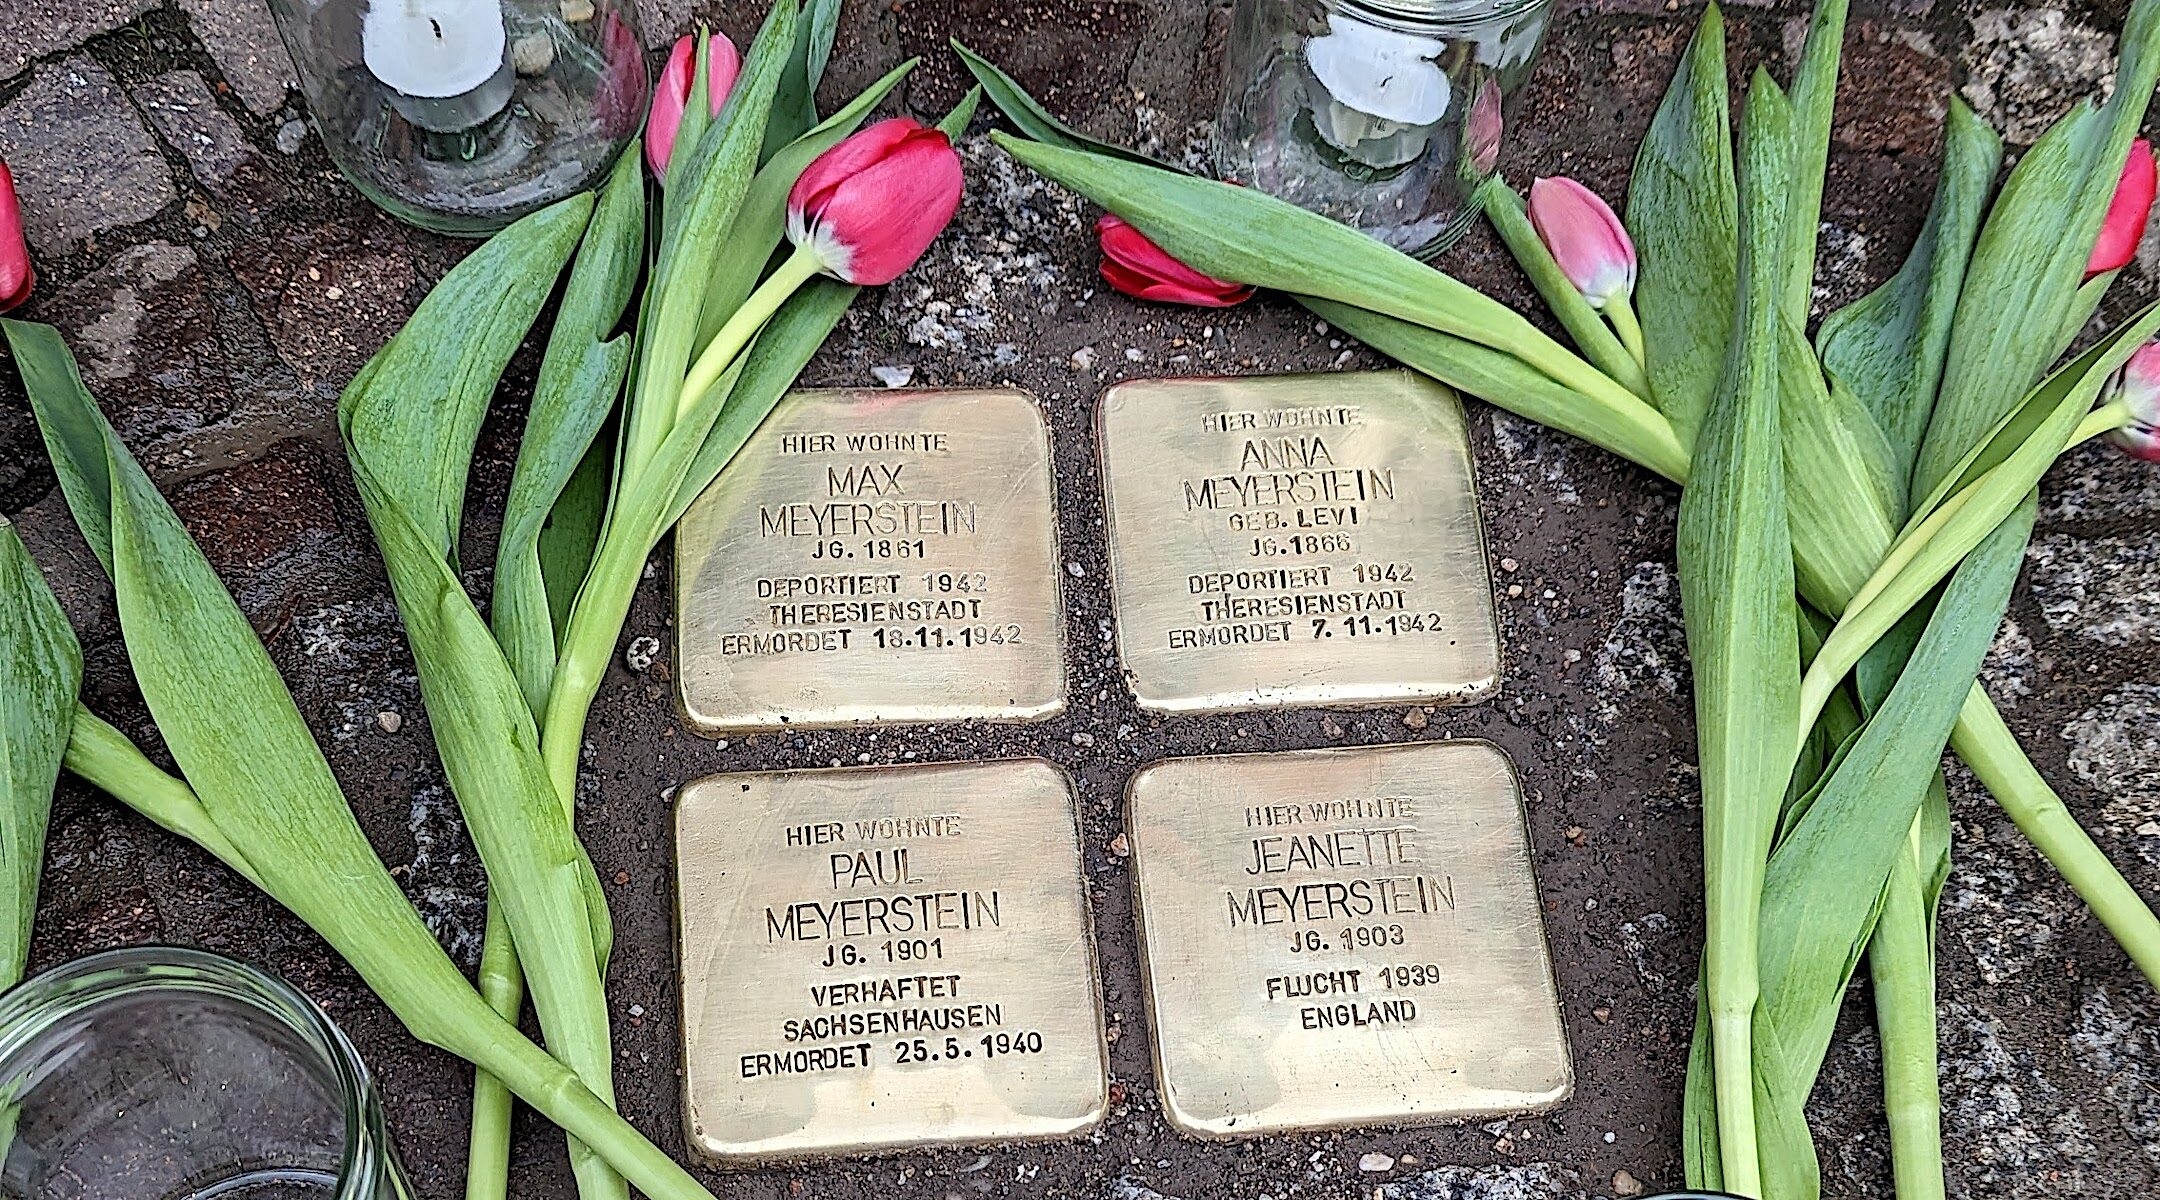 HIER WOHNTE
MAX
MEYERSTEIN
JG. 1861
DEPORTIERT 1942
THERESIENSTADT
ERMORDET 18.11.1942
HIER WOHNTE
ANNA
MEYERSTEIN
GEB. LEVI
JG. 1866
DEPORTIERT 1942
THERESIENSTADT
ERMORDET 7.11.1942
HIER WOHNTE
PAUL
MEYERSTEIN
JG. 1901
VERHAFTET
SACHSENHAUSEN
ERMORDET 25.5.1940
HIER WOHNTE
JEANETTE
MEYERSTEIN
JG. 1903
FLUCHT 1939
ENGLAND